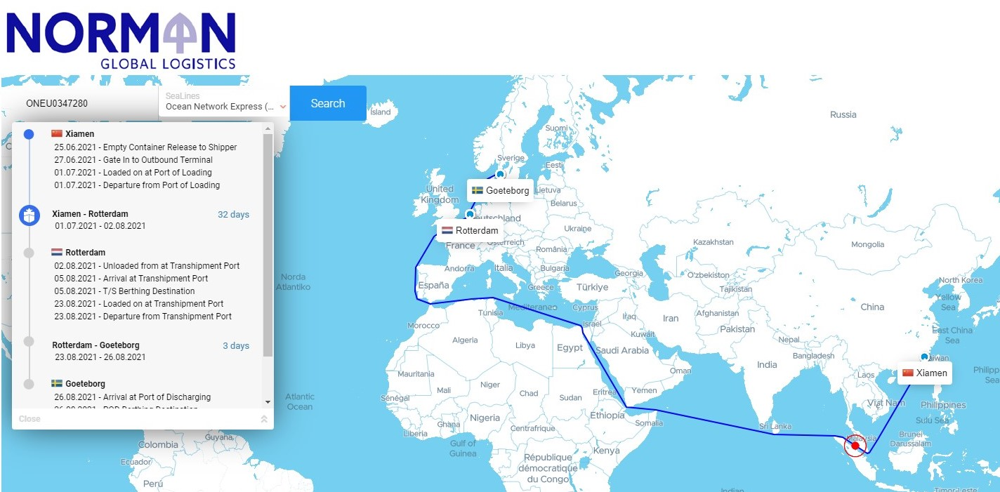 NORMAN
GLOBAL LOGISTICS
ONEU0347280
SeaLines
Ocean Network Express (...
Search
Xiamen
25.06.2021 - Empty Container Release to Shipper
27.06.2021 - Gate In to Outbound Terminal
01.07.2021 - Loaded on at Port of Loading
01.07.2021 - Departure from Port of Loading
Xiamen - Rotterdam
32 days
01.07.2021 - 02.08.2021
Rotterdam
02.08.2021 - Unloaded from at Transhipment Port
05.08.2021 - Arrival at Transhipment Port
05.08.2021 - T/S Berthing Destination
23.08.2021 - Loaded on at Transhipment Port
23.08.2021 - Departure from Transhipment Port
Rotterdam - Goeteborg
3 days
23.08.2021 - 26.08.2021
Goeteborg
26.08.2021 - Arrival at Port of Discharging
Close
Ísland
Suomi
Russia
Sverige
Eesti
Goeteborg
Lietuva
United
Kingdom
Belarus
Deutschland
Rotterdam
Ukraine
France
Österreich
România
Kazakhstan
Mongolia
Norda
Atlantiko
Andorra
Italia
Bulgaria
Georgia
O'zbekiston
North Korea
España
Greece
Türkiye
Tajikistan
Yellow
Sea
Mediteraneo
Cyprus
Tunisia
Afghanistan
China
Morocco
Israel
Iraq
Iran
Pakistan
East China
Sea
Algeria
Libya
Egypt
Kuwait
Saudi Arabia
Nepal
Bangladesh
Taiwan
India
Oman
Laos
Xiamen
Philipp
Sea
Mauritania
Mali
Niger
Chad
Sudan
Eritrea
Yemen
Viät Nam
Philippines
Atlantic
Ocean
Sénégal
Nigeria
Ethiopia
Sulu Sea
Ghana
Centrafrique
Somalia
Sri Lanka
Liberia
Malaysia
Brunei
Darussalam
Guyana
Colombia
Gulf of
Guinea
Kenya
République
démocratique
du Congo
Ecuador
Perú
Indian
Timor-Leste